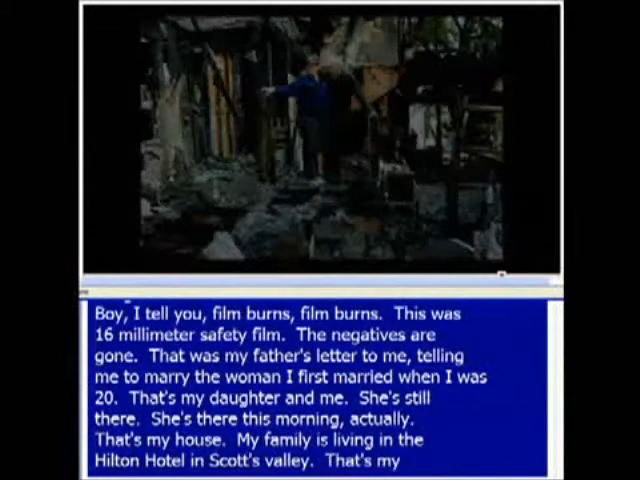 Boy, I tell you, film burns, film burns.  This was
16 millimeter safety film.  The negatives are
gone.  That was my father's letter to me, telling
me to marry the woman I first married when I was
20.  That's my daughter and me.  She's still
there.  She's there this morning, actually.
That's my house.  My family is living in the
Hilton Hotel in Scott's valley.  That's my